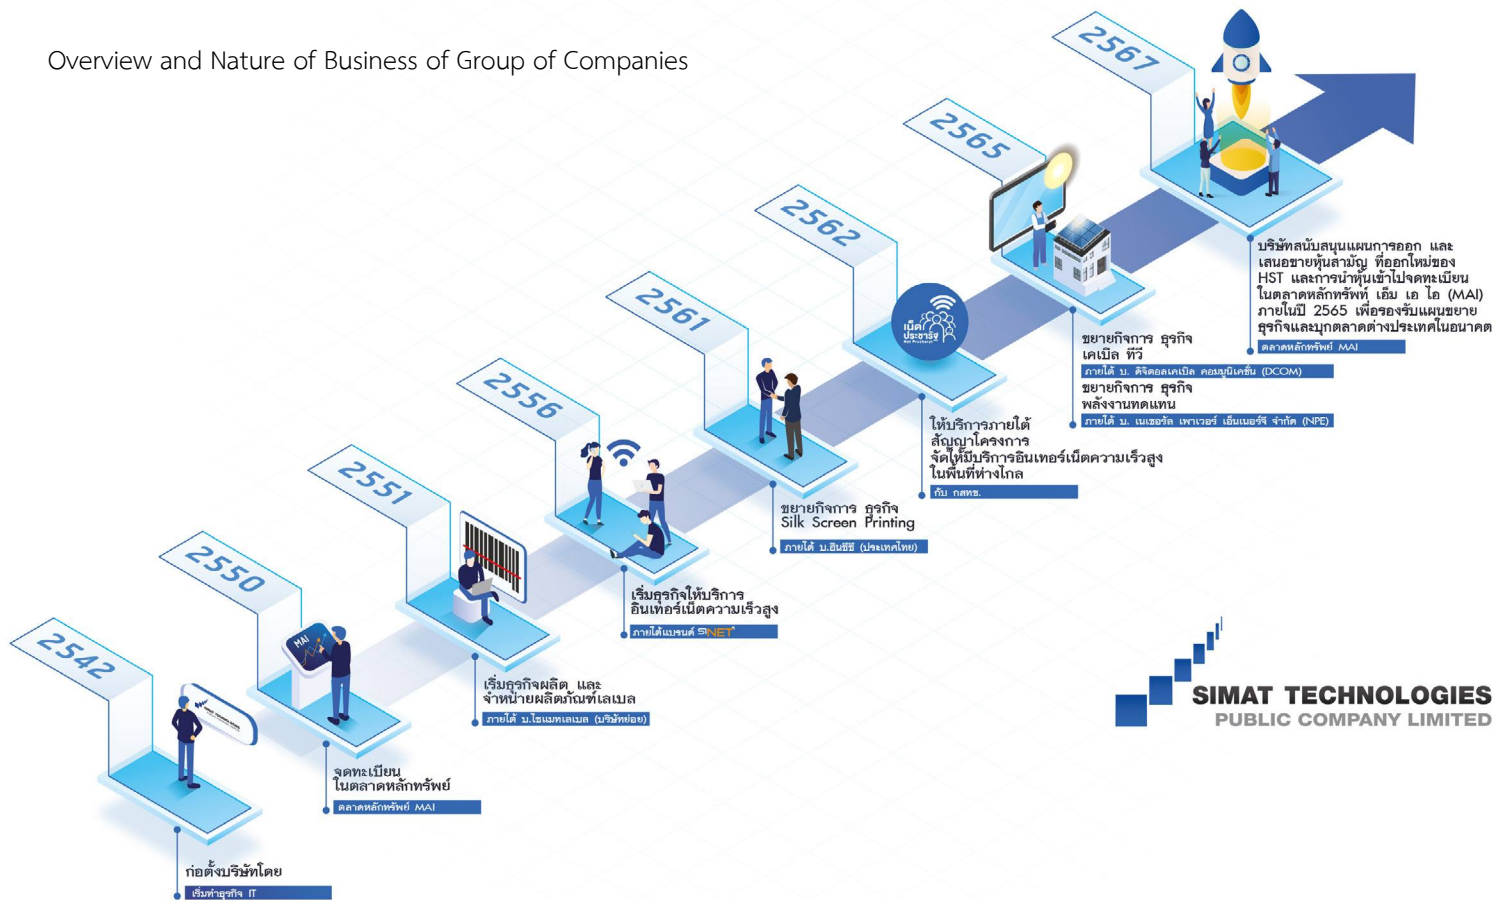 Overview and Nature of Business of Group of Companies
2542
SIMAT TECHNOLOGIES
ก่อตั้งบริษัทโดย
เริ่มทำธุรกิจ IT
2550
MAI
จดทะเบียน
ในตลาดหลักทรัพย์
ตลาดหลักทรัพย์ MAI
2551
เริ่มธุรกิจผลิต และ
จำหน่ายผลิตภัณฑ์เลเบล
ภายใต้ บ.ไซแมทเลเบล (บริษัทย่อย)
2556
เริ่มธุรกิจให้บริการ
อินเทอร์เน็ตความเร็วสูง
ภายใต้แบรนด์ SINET
2561
ขยายกิจการ ธุรกิจ
Silk Screen Printing
ภายใต้ บ.ฮินซีซี (ประเทศไทย)
2562
เน็ต
ประชารัฐ
Net Pracharat
ให้บริการภายใต้
สัญญาโครงการ
จัดให้มีบริการอินเทอร์เน็ตความเร็วสูง
ในพื้นที่ห่างไกล
กับ กสทช.
2565
ขยายกิจการ ธุรกิจ
เคเบิล ทีวี
ภายใต้ บ. ดิจิตอลเคเบิล คอมมูนิเคชั่น (DCOM)
ขยายกิจการ ธุรกิจ
พลังงานทดแทน
ภายใต้ บ. เนเชอรัล เพาเวอร์ เอ็นเนอร์จี จำกัด (NPE)
2567
บริษัทสนับสนุนแผนการออก และ
เสนอขายหุ้นสามัญ ที่ออกใหม่ของ
HST และการนำหุ้นเข้าไปจดทะเบียน
ในตลาดหลักทรัพท์ เอ็ม เอ ไอ (MAI)
ภายในปี 2565 เพื่อรองรับแผนขยาย
ธุรกิจและบุกตลาดต่างประเทศในอนาคต
ตลาดหลักทรัพย์ MAI
SIMAT TECHNOLOGIES
PUBLIC COMPANY LIMITED